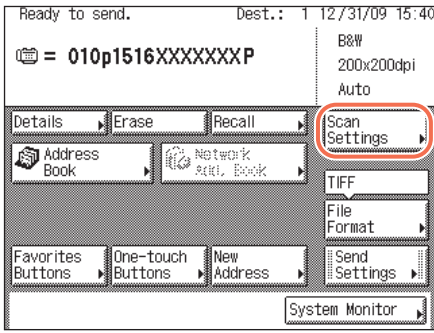 Ready to send. Dest.: 1 12/31/09 15:40
= 010p1516XXXXXXXP
B&W
200x200dpi
Auto
Details Erase Recall Scan Settings
Address Book Network Add. Book
TIFF
File Format
Favorites Buttons One-touch Buttons New Address Send Settings
System Monitor